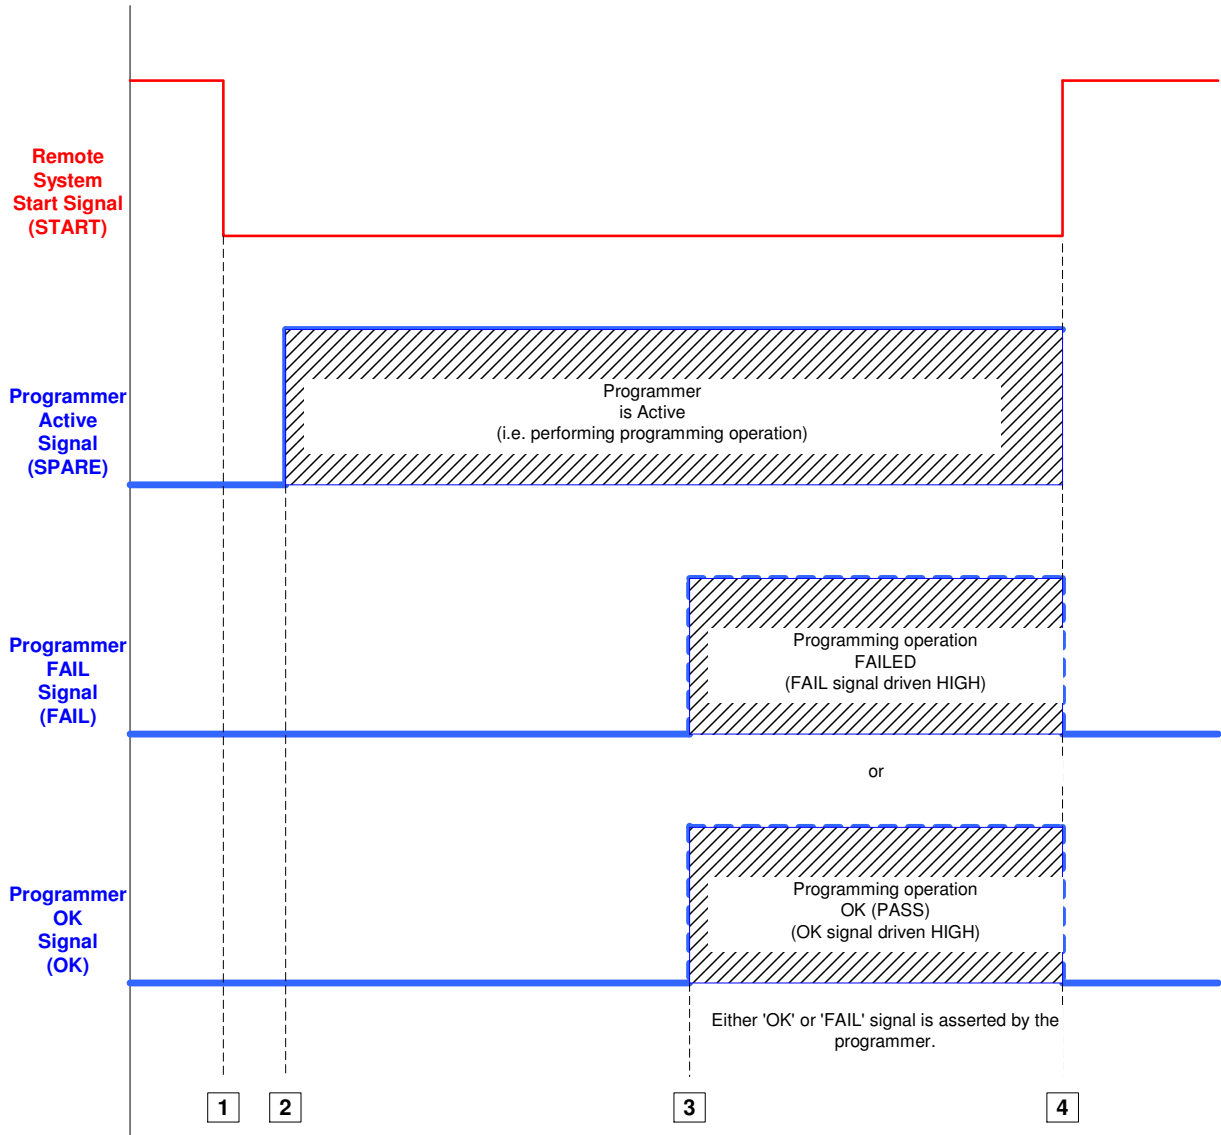 Remote
System
Start Signal
(START)
Programmer
Active
Signal
(SPARE)
Programmer
is Active
(i.e. performing programming operation)
Programmer
FAIL
Signal
(FAIL)
Programming operation
FAILED
(FAIL signal driven HIGH)
or
Programmer
OK
Signal
(OK)
Programming operation
OK (PASS)
(OK signal driven HIGH)
Either 'OK' or 'FAIL' signal is asserted by the
programmer.
1 2 3 4